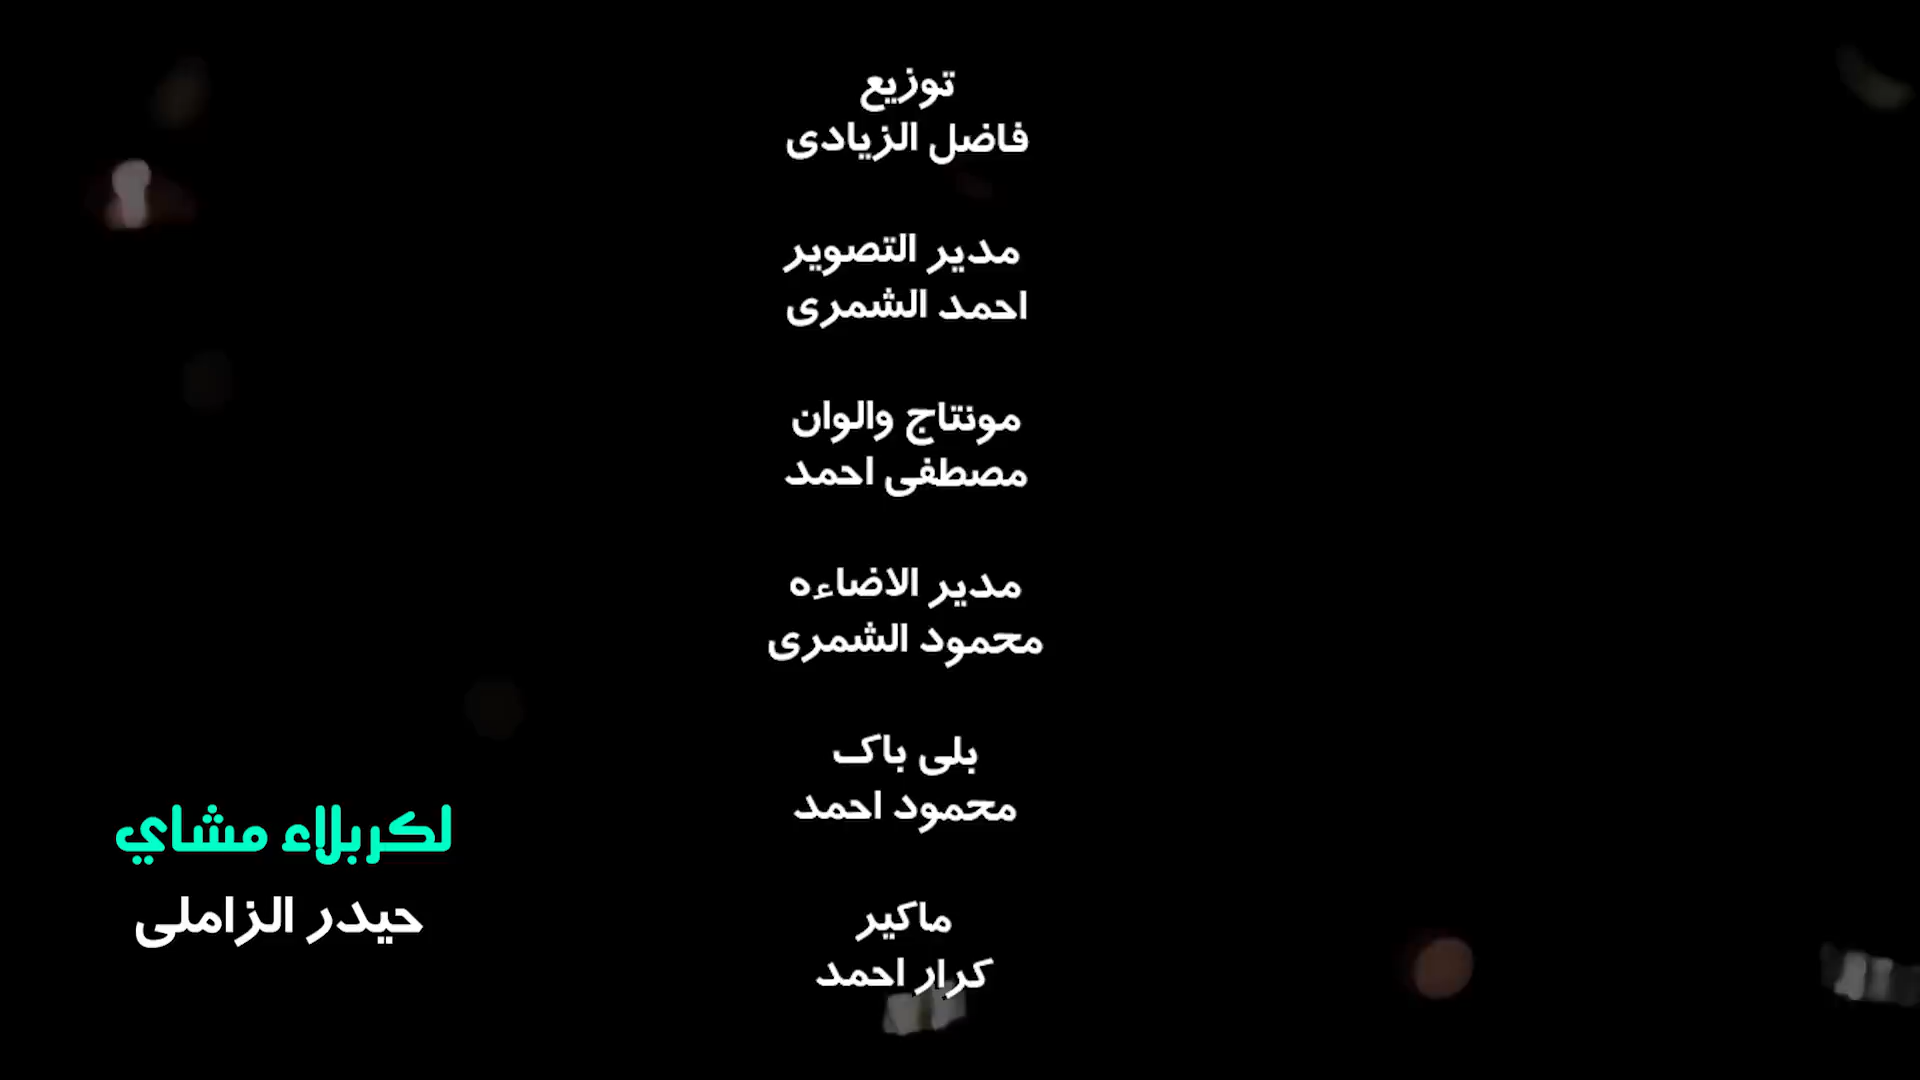 توزيع
فاضل الزيادى
مدير التصوير
احمد الشمرى
مونتاج والوان
مصطفى احمد
مدير الاضاءه
محمود الشمرى
بلى باك
محمود احمد
ماكير
كرار احمد
لكربلاء مشاي
حيدر الزاملى